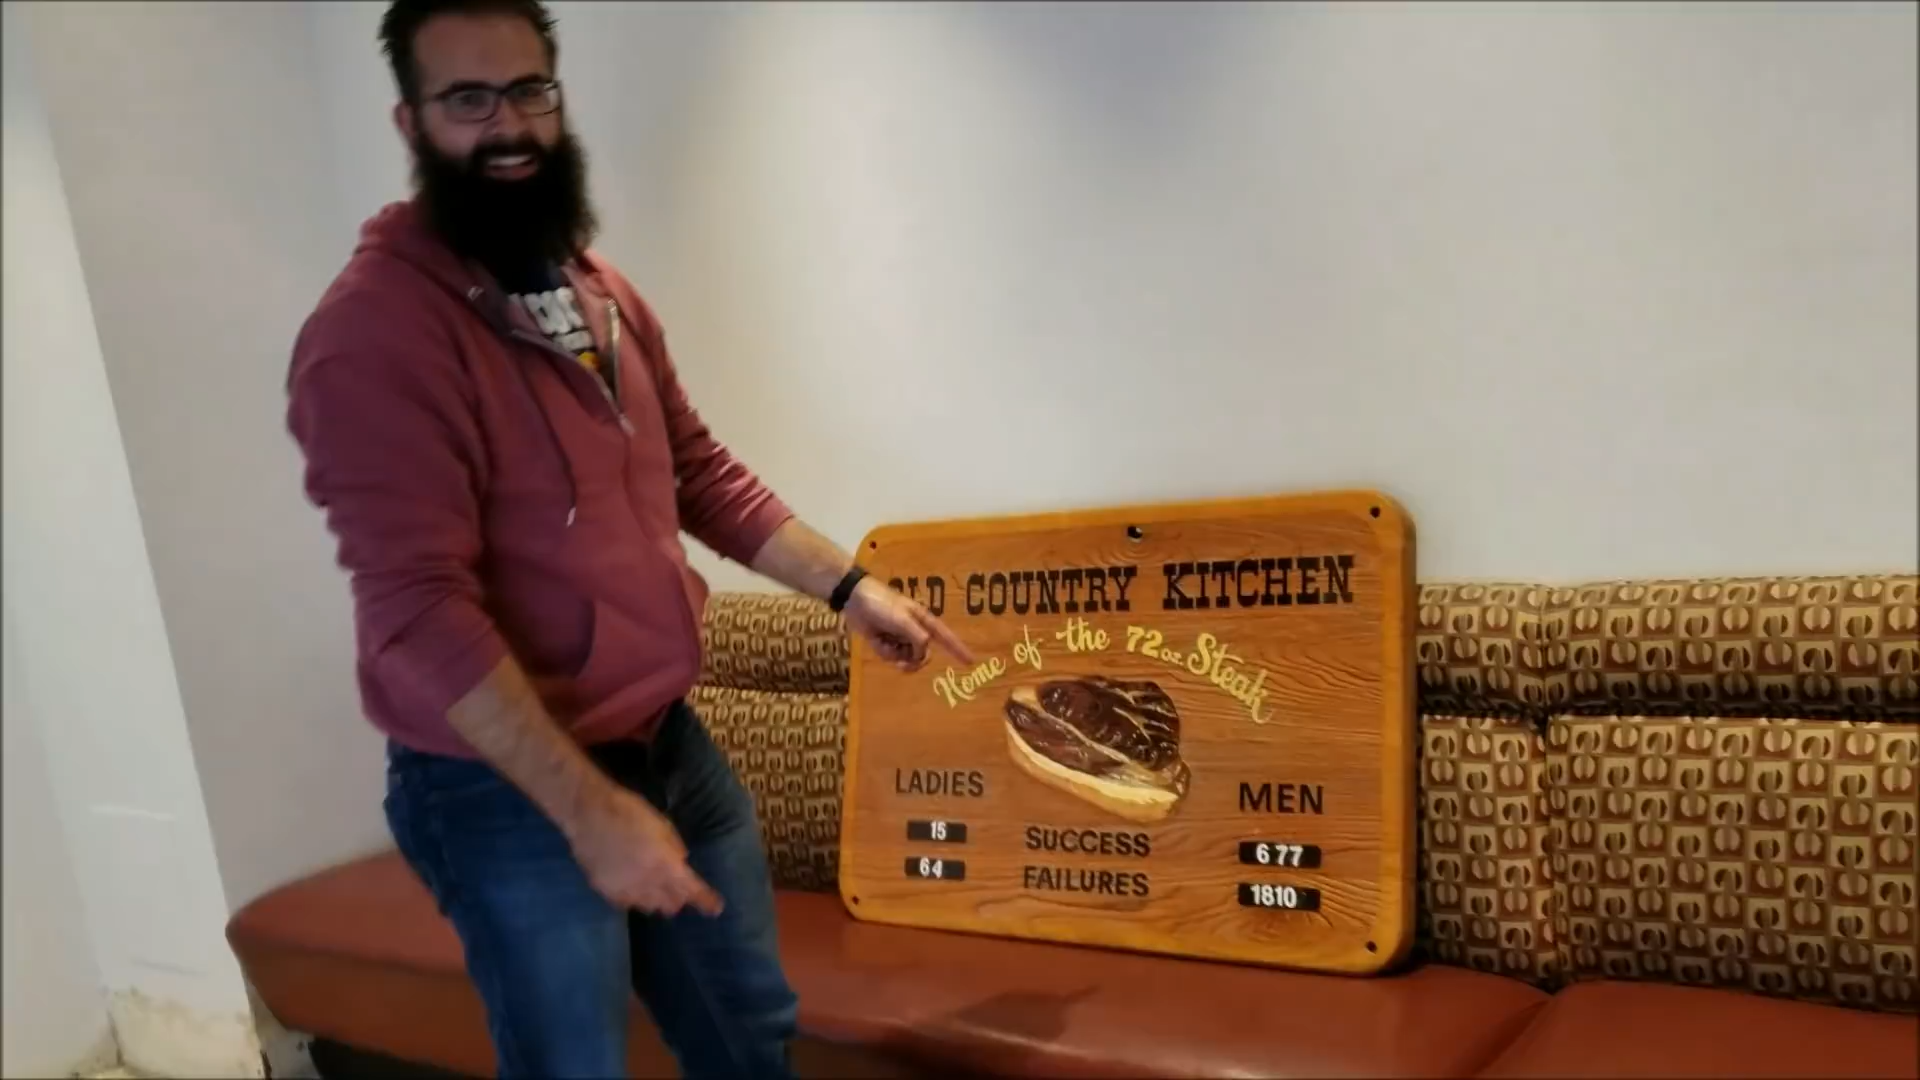 OLD COUNTRY KITCHEN
Home of the 72oz. Steak
LADIES MEN
15 SUCCESS 677
64 FAILURES 1810